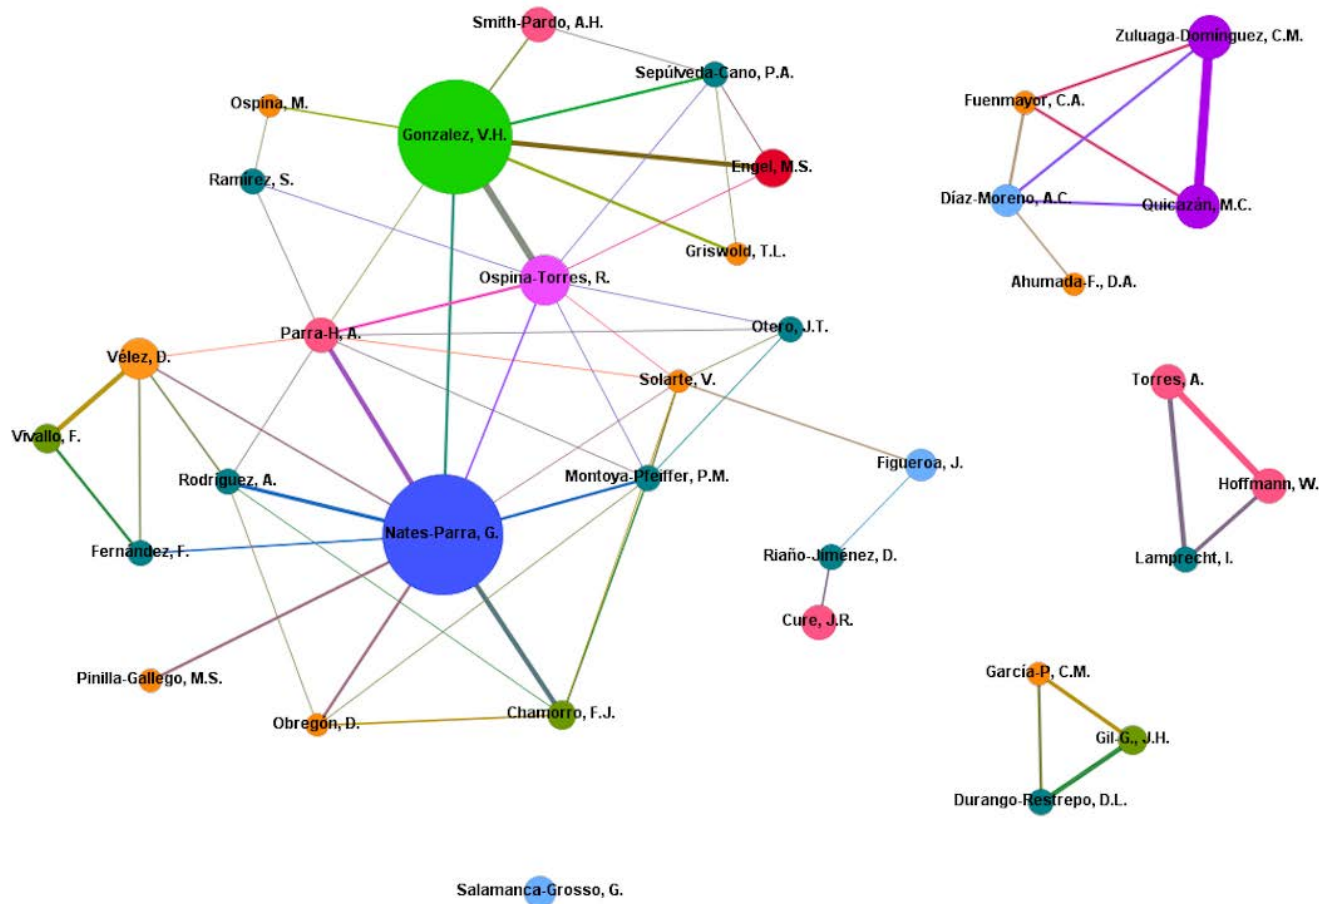 Smith-Pardo, A.H.
Zuluaga-Domínguez, C.M.
Sepúlveda-Cano, P.A.
Ospina, M.
Fuenmayor, C.A.
Gonzalez, V.H.
Engel, M.S.
Ramírez, S.
Díaz-Moreno, A.C.
Quicazán, M.C.
Griswold, T.L.
Ospina-Torres, R.
Ahumada-F., D.A.
Otero, J.T.
Parra-H, A.
Vélez, D.
Solarte, V.
Torres, A.
Vivallo, F.
Figueroa, J.
Rodríguez, A.
Montoya-Pfeiffer, P.M.
Hoffmann, W.
Nates-Parra, G.
Fernández, F.
Riaño-Jiménez, D.
Lamprecht, I.
Cure, J.R.
Pinilla-Gallego, M.S.
García-P, C.M.
Chamorro, F.J.
Obregón, D.
Gil-G., J.H.
Durango-Restrepo, D.L.
Salamanca-Grosso, G.